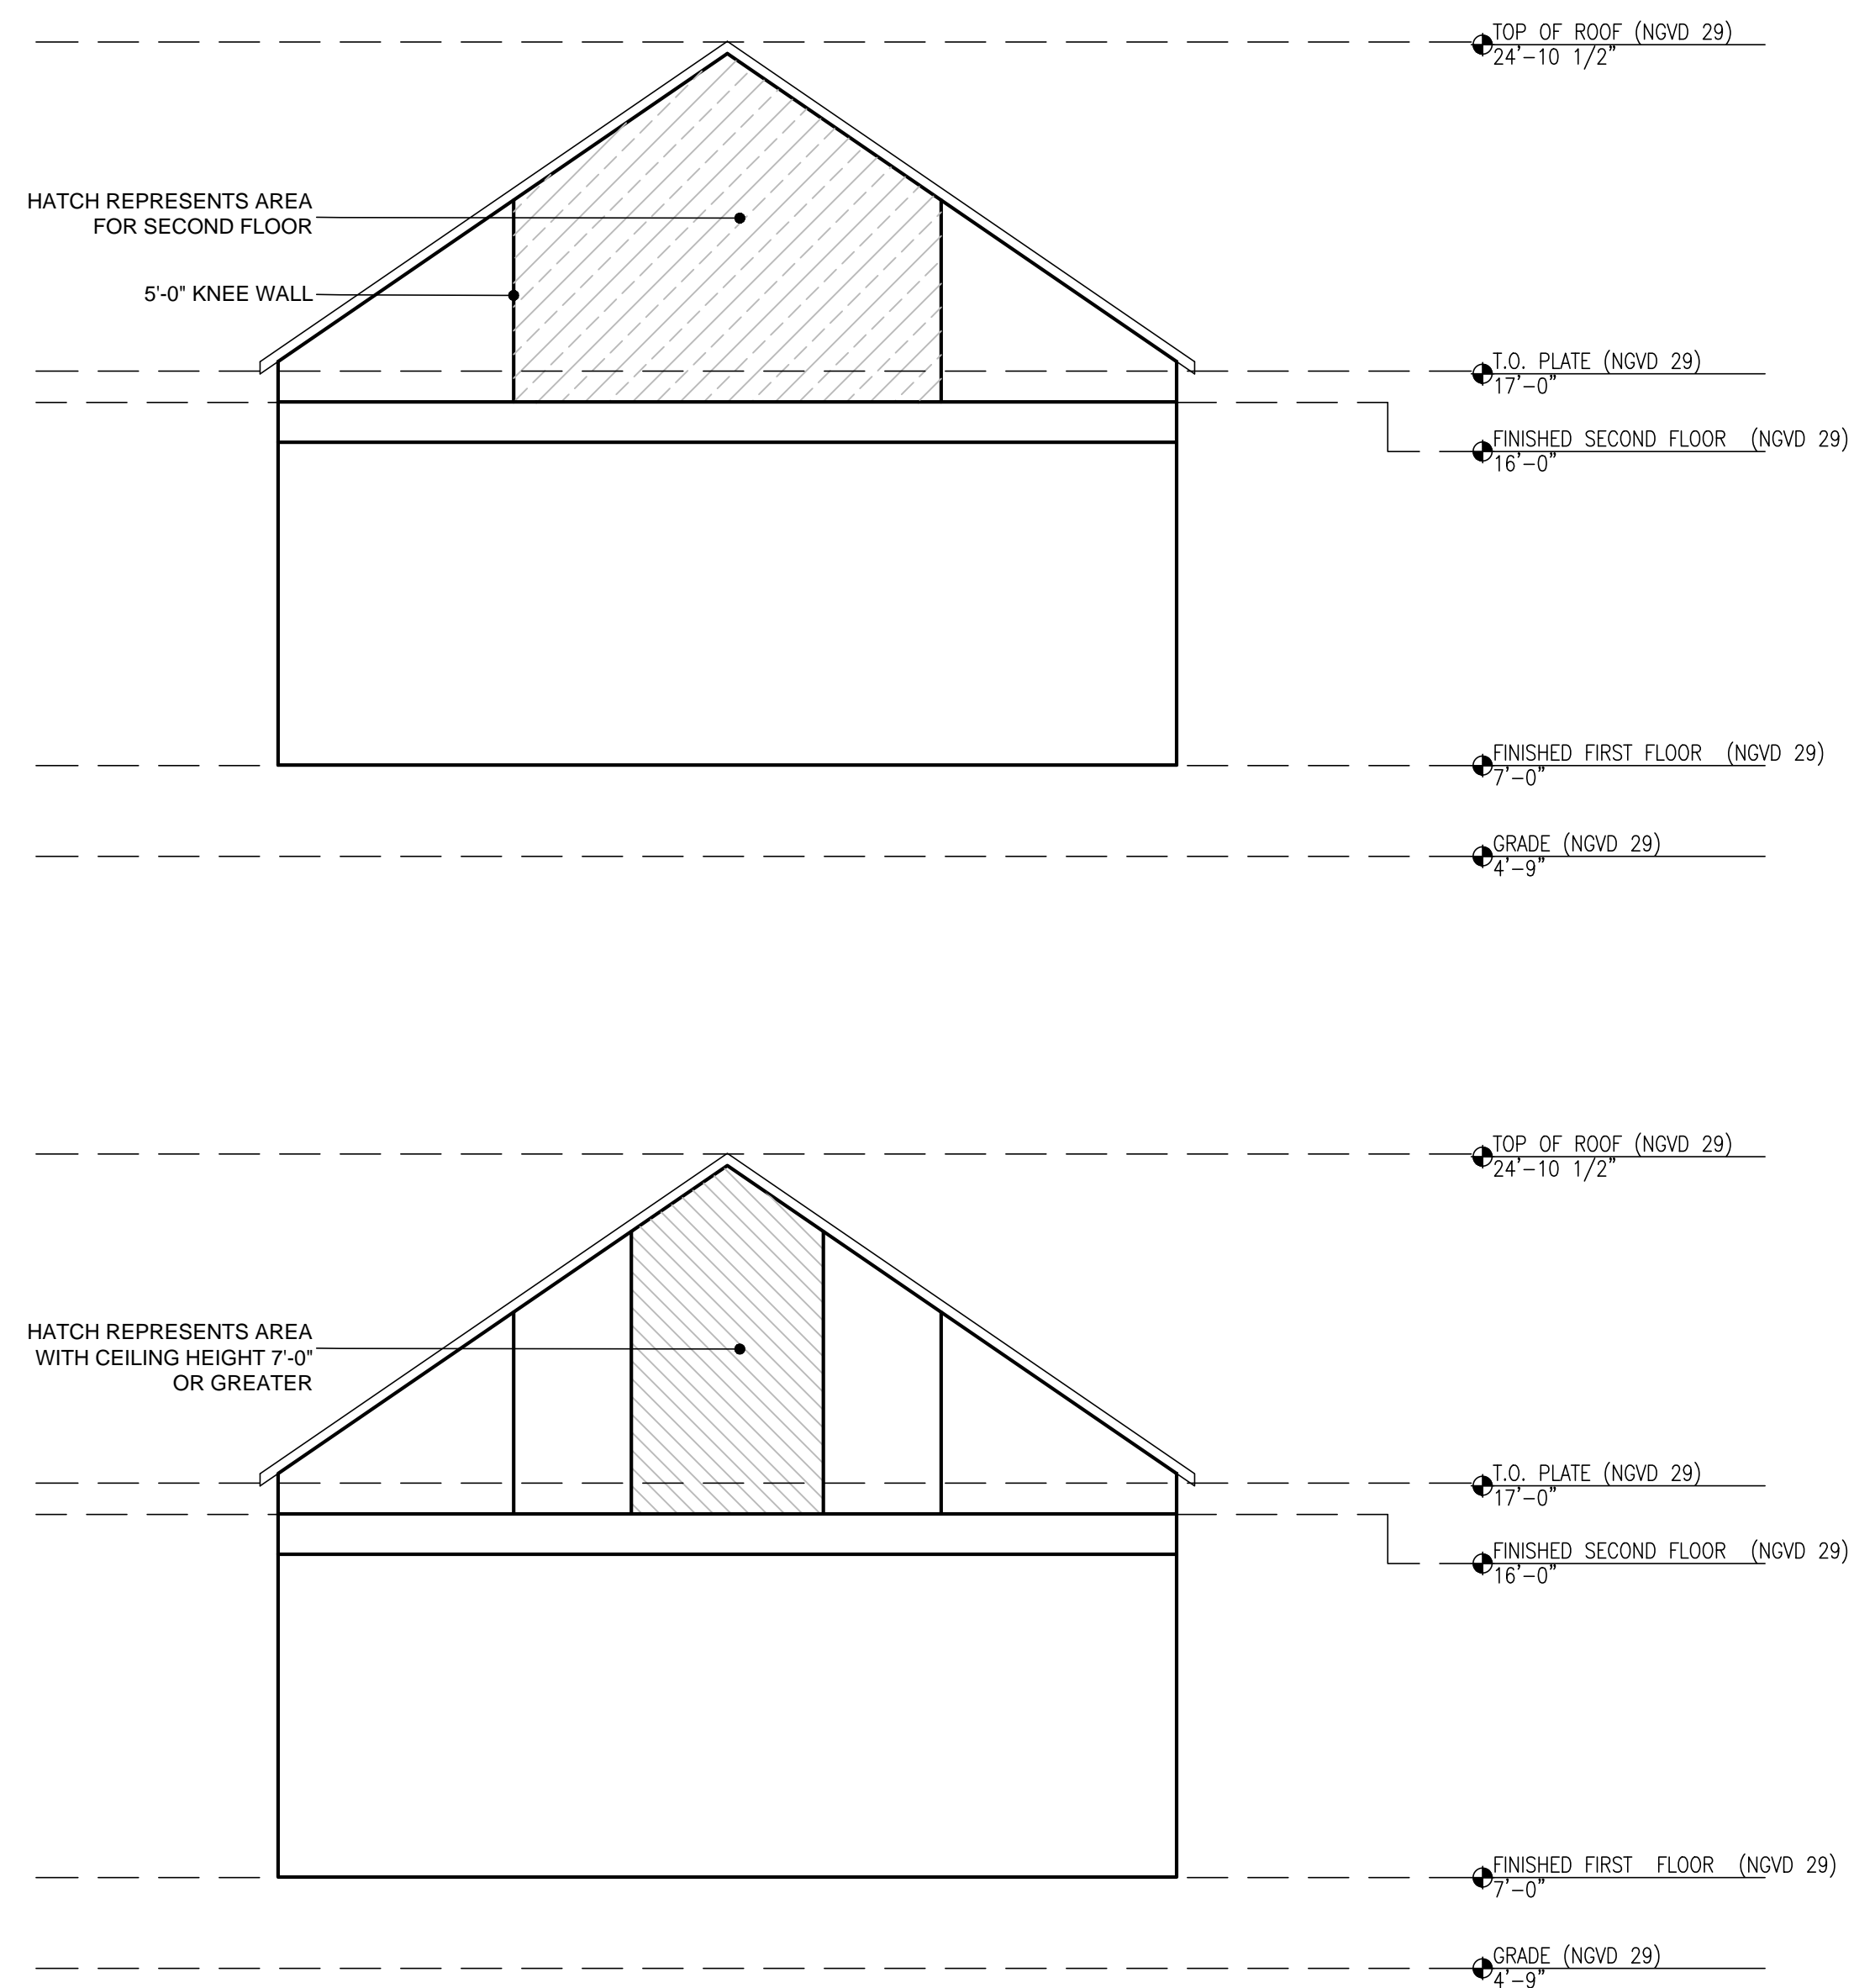 TOP OF ROOF (NGVD 29)
24'-10 1/2"
HATCH REPRESENTS AREA
FOR SECOND FLOOR
5'-0" KNEE WALL
T.O. PLATE (NGVD 29)
17'-0"
FINISHED SECOND FLOOR (NGVD 29)
16'-0"
FINISHED FIRST FLOOR (NGVD 29)
7'-0"
GRADE (NGVD 29)
4'-9"
TOP OF ROOF (NGVD 29)
24'-10 1/2"
HATCH REPRESENTS AREA
WITH CEILING HEIGHT 7'-0"
OR GREATER
T.O. PLATE (NGVD 29)
17'-0"
FINISHED SECOND FLOOR (NGVD 29)
16'-0"
FINISHED FIRST FLOOR (NGVD 29)
7'-0"
GRADE (NGVD 29)
4'-9"